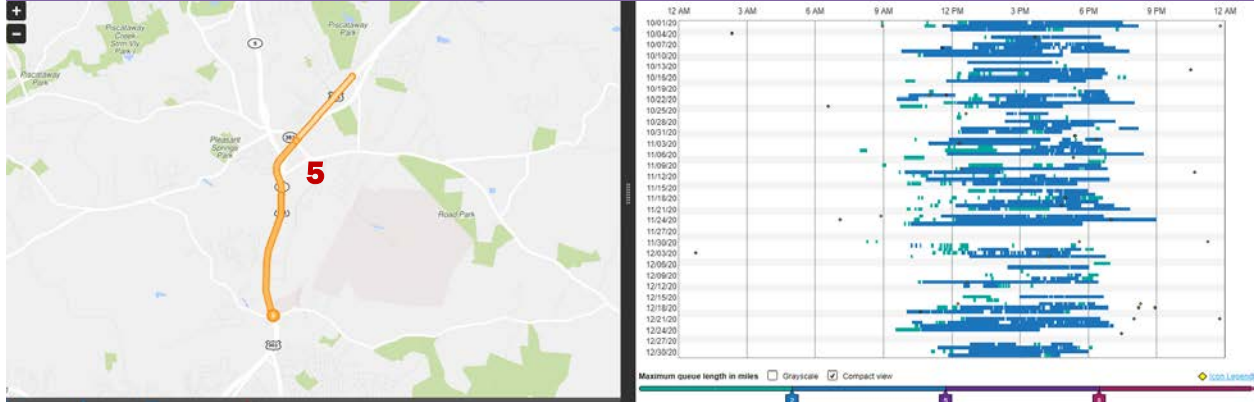 +
−
Piscataway
Creek
Strm Vly
Park I
Piscataway
Park
Piscataway
Park
5
Pleasant
Springs
Park
5
Road Park
12 AM 3 AM 6 AM 9 AM 12 PM 3 PM 6 PM 9 PM 12 AM
10/01/20
10/04/20
10/07/20
10/10/20
10/13/20
10/16/20
10/19/20
10/22/20
10/25/20
10/28/20
10/31/20
11/03/20
11/06/20
11/09/20
11/12/20
11/15/20
11/18/20
11/21/20
11/24/20
11/27/20
11/30/20
12/03/20
12/06/20
12/09/20
12/12/20
12/15/20
12/18/20
12/21/20
12/24/20
12/27/20
12/30/20
Maximum queue length in miles Grayscale Compact view Icon Legend
2